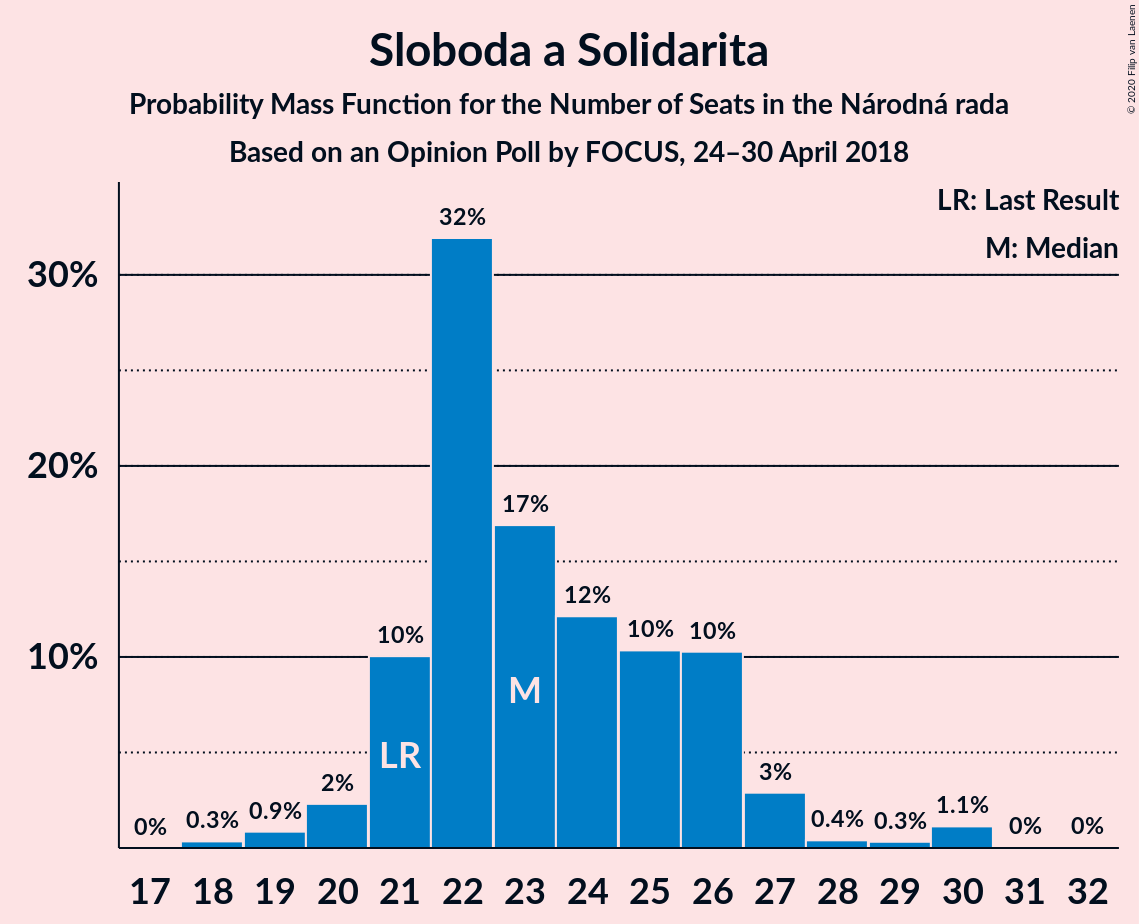 Sloboda a Solidarita
Probability Mass Function for the Number of Seats in the Národná rada
Based on an Opinion Poll by FOCUS, 24–30 April 2018
© 2020 Filip van Laenen
LR: Last Result
M: Median
30%
20%
10%
0%
0.3%
0.9%
2%
10%
32%
17%
12%
10%
10%
3%
0.4%
0.3%
1.1%
0%
0%
LR
M
17 18 19 20 21 22 23 24 25 26 27 28 29 30 31 32